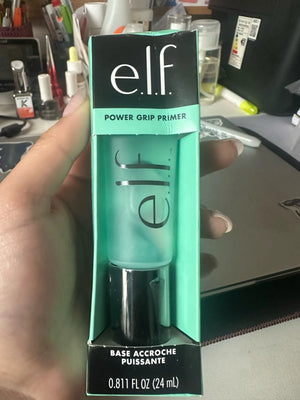 e.l.f.
POWER GRIP PRIMER
e.l.f.
BASE ACCROCHE
PUISSANTE
0.811 FL OZ (24 mL)
K